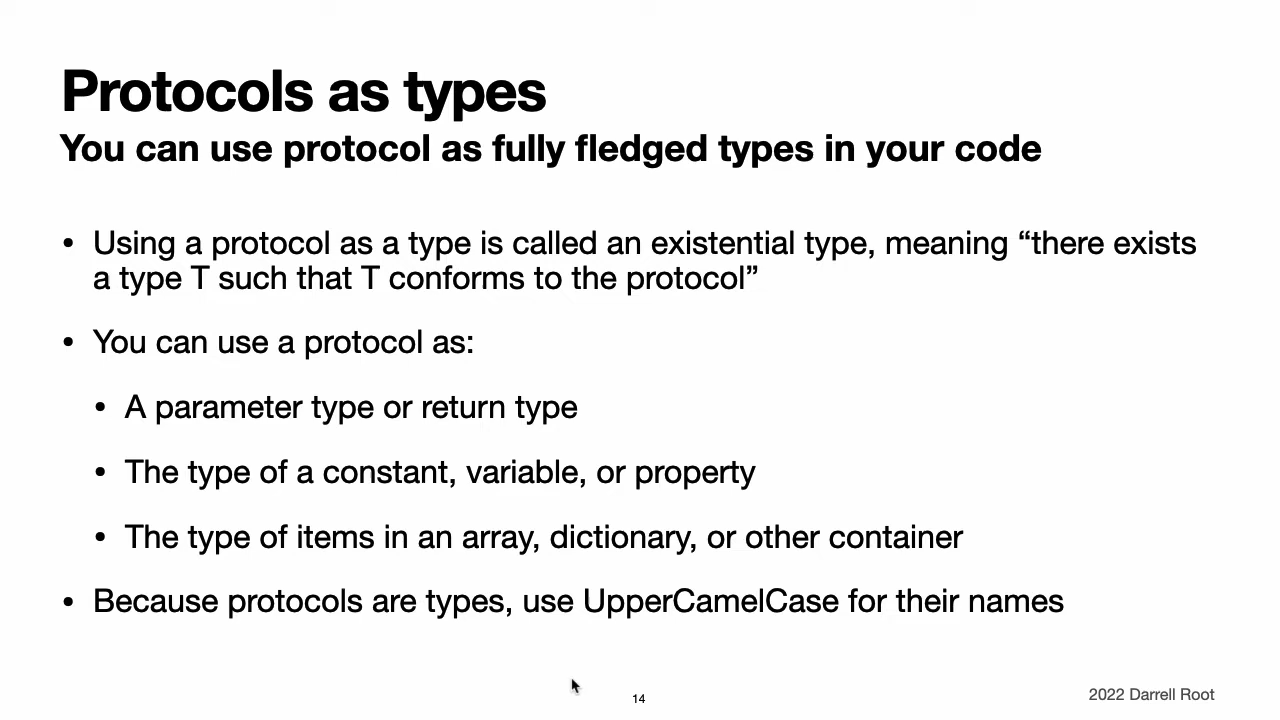 Protocols as types
You can use protocol as fully fledged types in your code
• Using a protocol as a type is called an existential type, meaning “there exists
a type T such that T conforms to the protocol”
• You can use a protocol as:
• A parameter type or return type
• The type of a constant, variable, or property
• The type of items in an array, dictionary, or other container
• Because protocols are types, use UpperCamelCase for their names
14
2022 Darrell Root